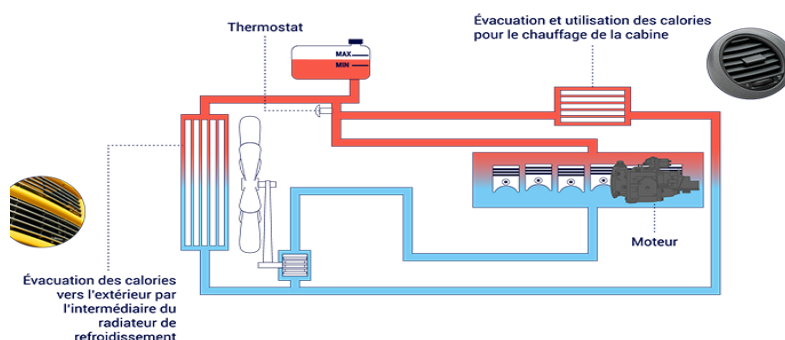 Évacuation et utilisation des calories
pour le chauffage de la cabine
Thermostat
MAX
MIN
Moteur
Évacuation des calories
vers l'extérieur par
l'intermédiaire du
radiateur de
refroidissement